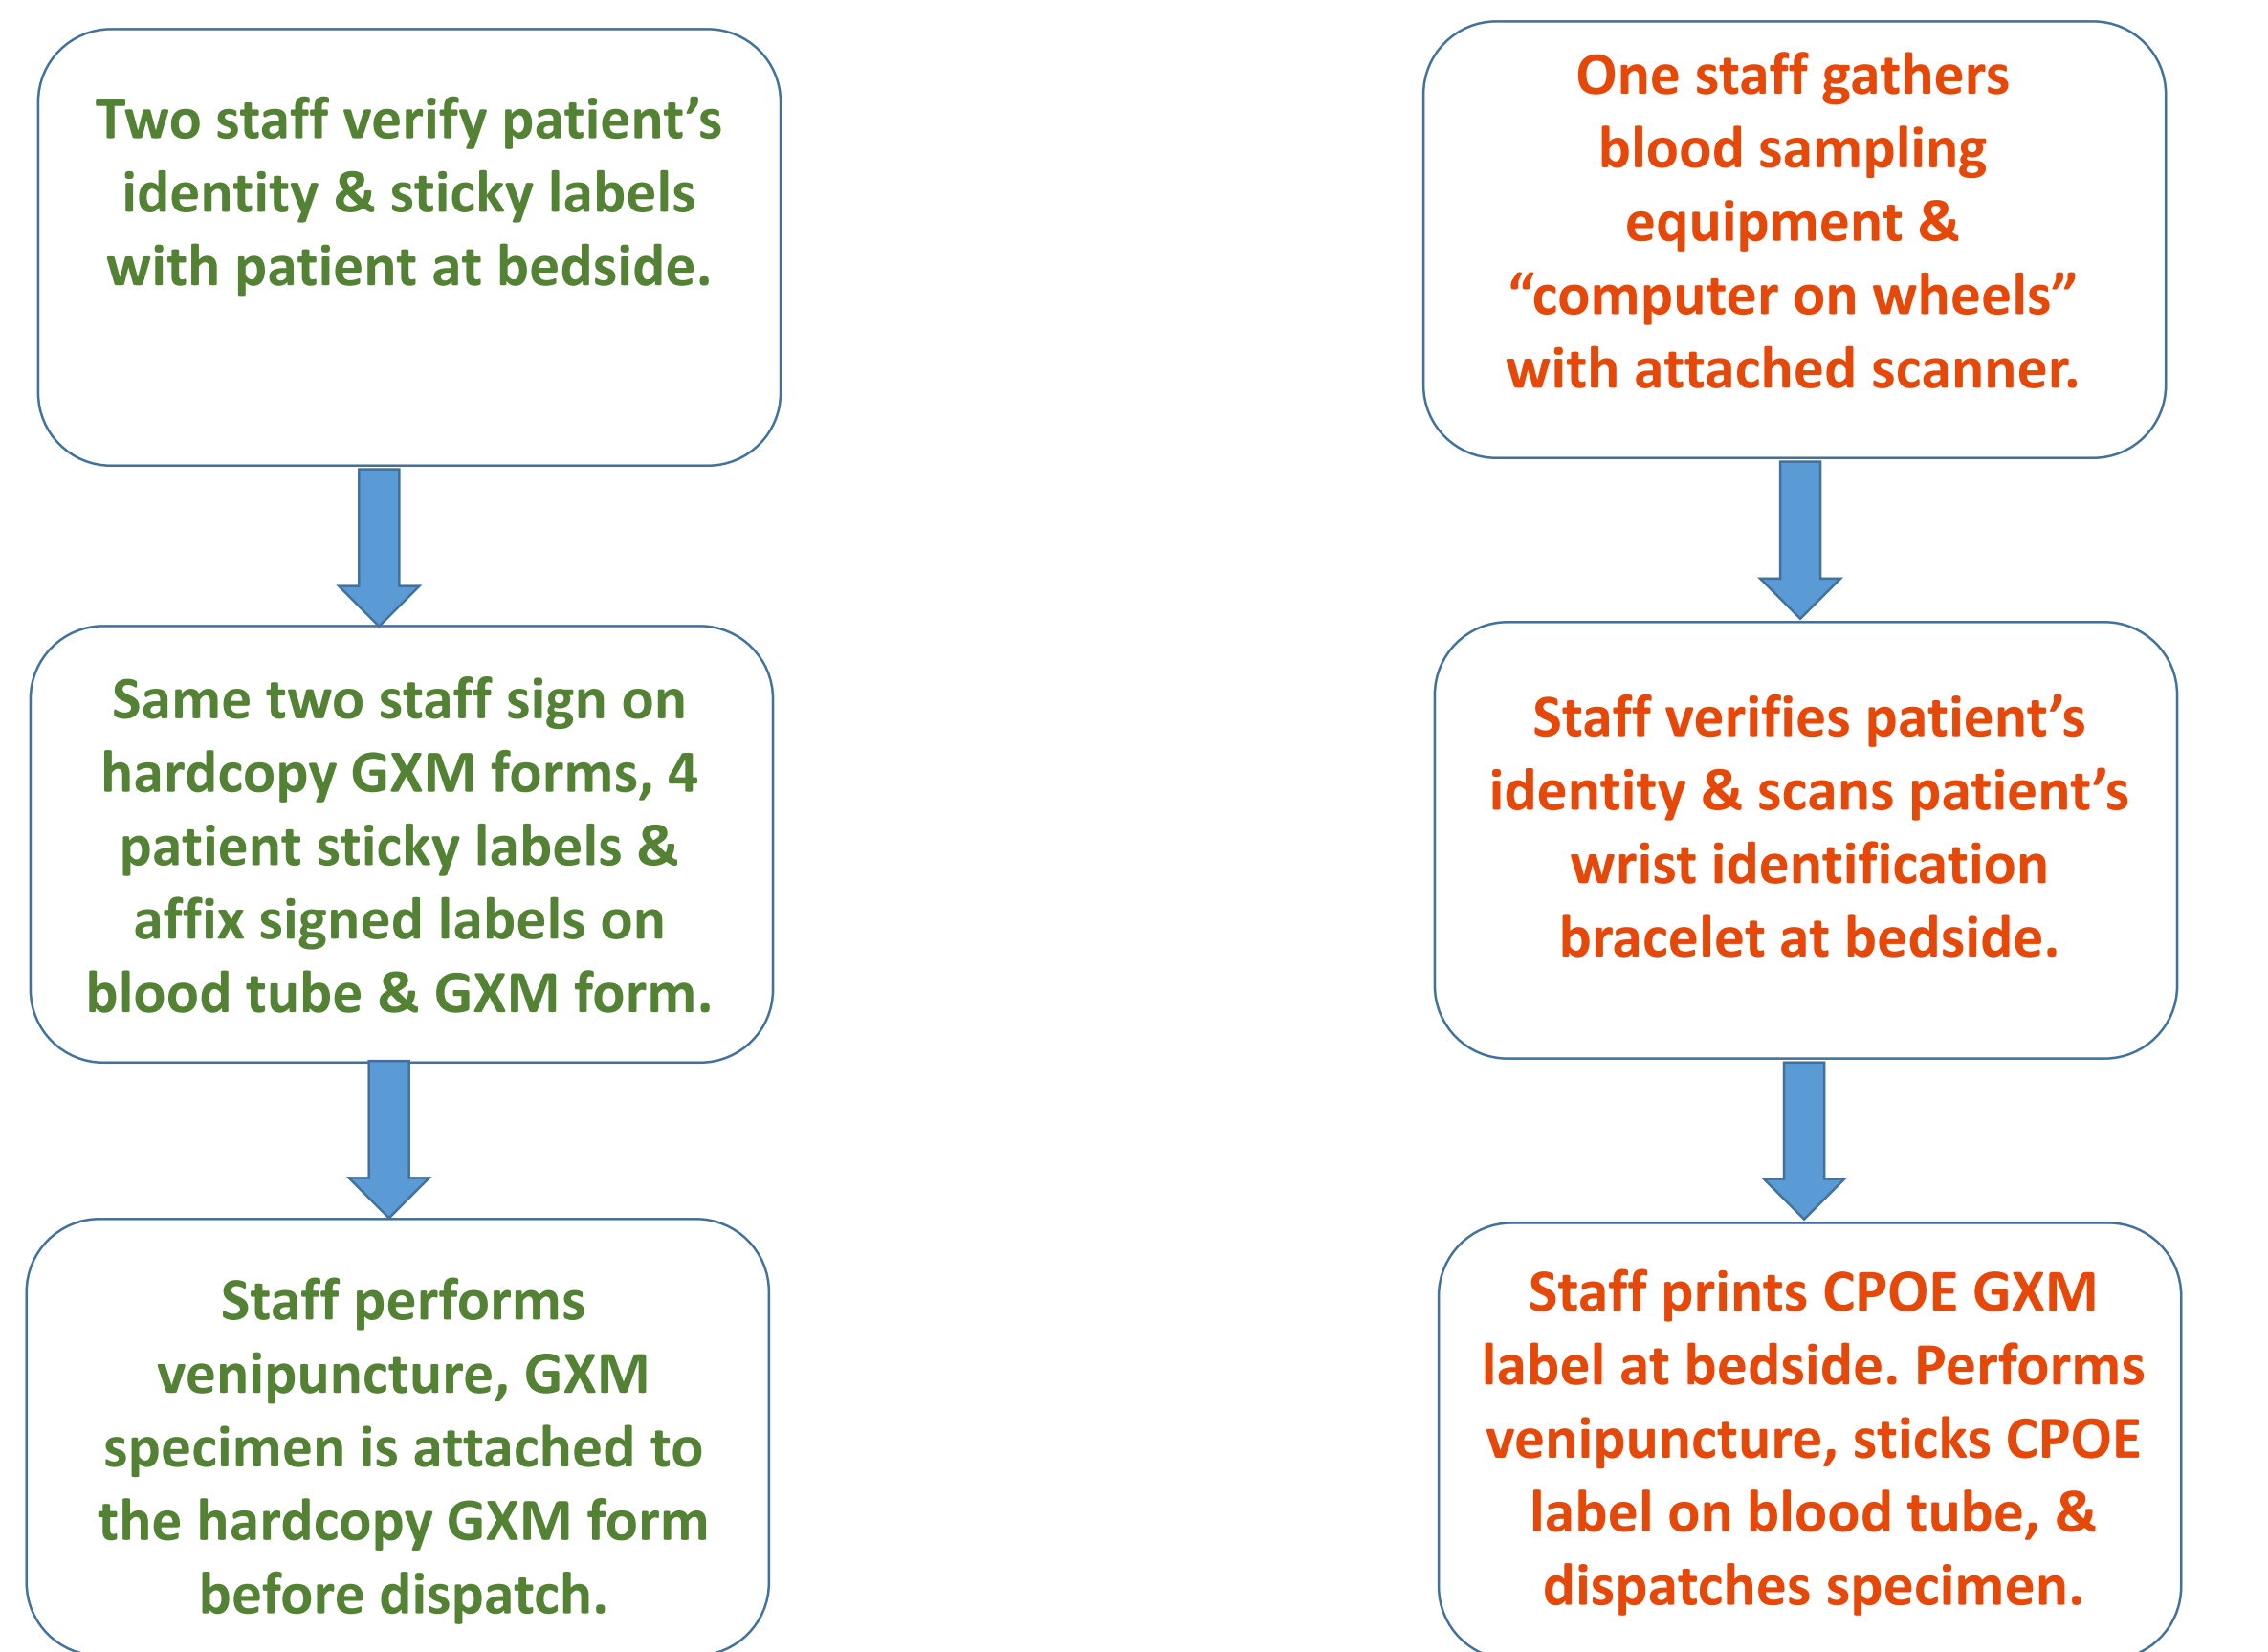 Two staff verify patient’s
identity & sticky labels
with patient at bedside.
Same two staff sign on
hardcopy GXM forms, 4
patient sticky labels &
affix signed labels on
blood tube & GXM form.
Staff performs
venipuncture, GXM
specimen is attached to
the hardcopy GXM form
before dispatch.
One staff gathers
blood sampling
equipment &
“computer on wheels”
with attached scanner.
Staff verifies patient’s
identity & scans patient’s
wrist identification
bracelet at bedside.
Staff prints CPOE GXM
label at bedside. Performs
venipuncture, sticks CPOE
label on blood tube, &
dispatches specimen.